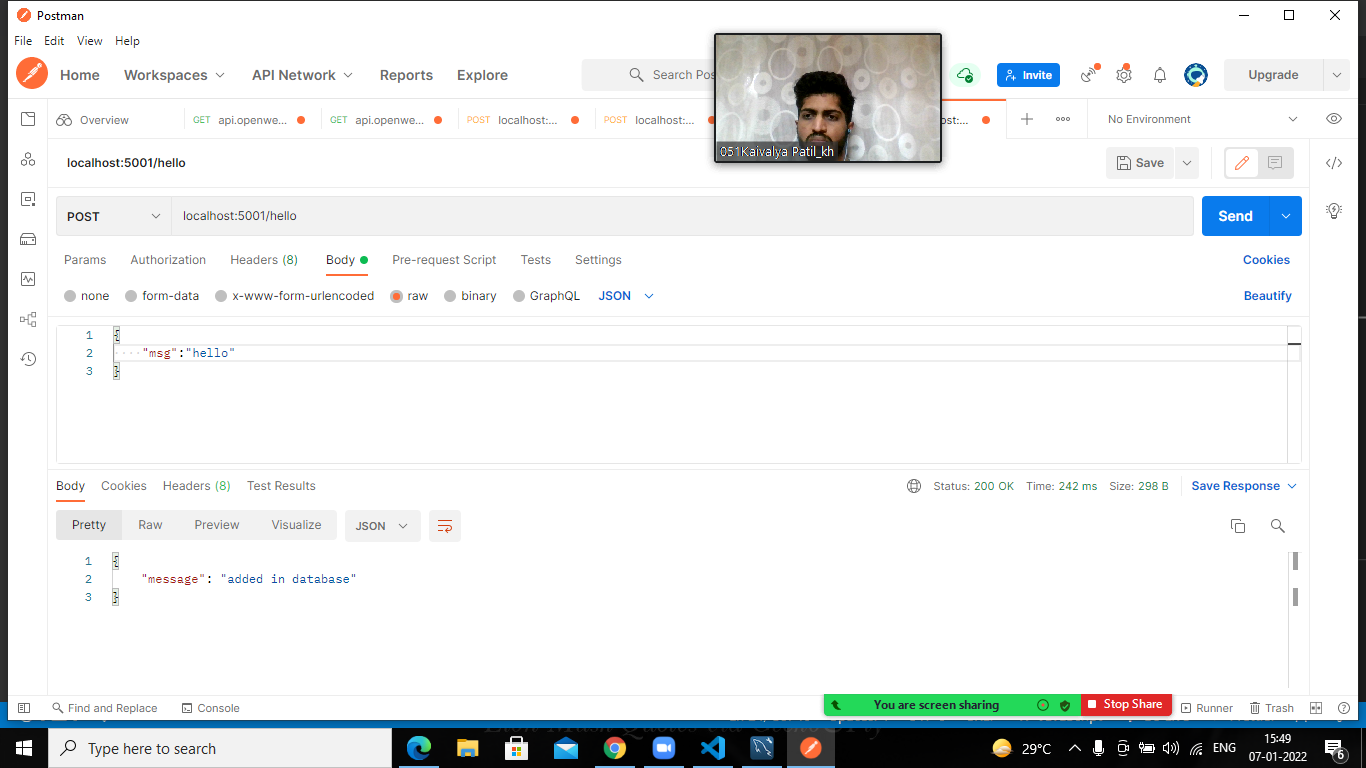 Postman
File Edit View Help
Home Workspaces API Network Reports Explore Search Pos Invite Upgrade
Overview GET api.openwe... GET api.openwe... POST localhost:... POST localhost:... ost:... No Environment
051Kaivalya Patil_kh
localhost:5001/hello Save
POST localhost:5001/hello Send
Params Authorization Headers (8) Body Pre-request Script Tests Settings Cookies
none form-data x-www-form-urlencoded raw binary GraphQL JSON Beautify
1 {
2 "msg":"hello"
3 }
Body Cookies Headers (8) Test Results Status: 200 OK Time: 242 ms Size: 298 B Save Response
Pretty Raw Preview Visualize JSON
1 {
2 "message": "added in database"
3 }
Find and Replace Console You are screen sharing Stop Share Runner Trash
Type here to search 29°C ENG 15:49
07-01-2022 6